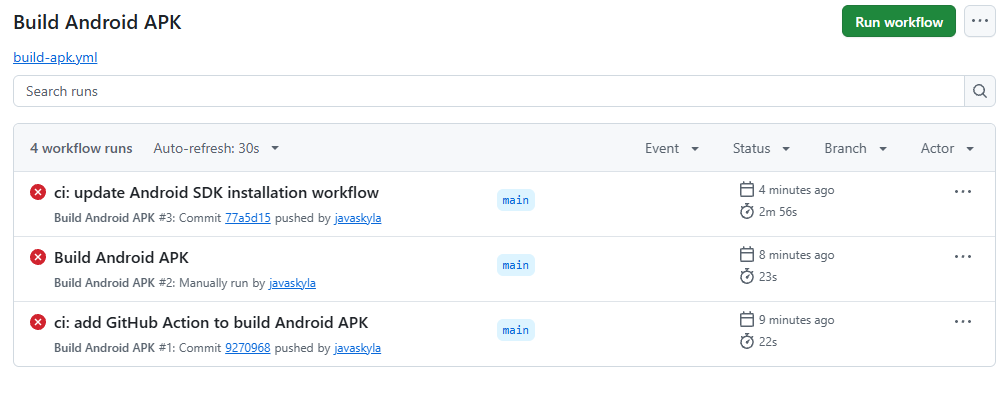 Build Android APK
Run workflow
build-apk.yml
Search runs
4 workflow runs Auto-refresh: 30s Event Status Branch Actor
ci: update Android SDK installation workflow
Build Android APK #3: Commit 77a5d15 pushed by javaskyla
main
4 minutes ago
2m 56s
Build Android APK
Build Android APK #2: Manually run by javaskyla
main
8 minutes ago
23s
ci: add GitHub Action to build Android APK
Build Android APK #1: Commit 9270968 pushed by javaskyla
main
9 minutes ago
22s